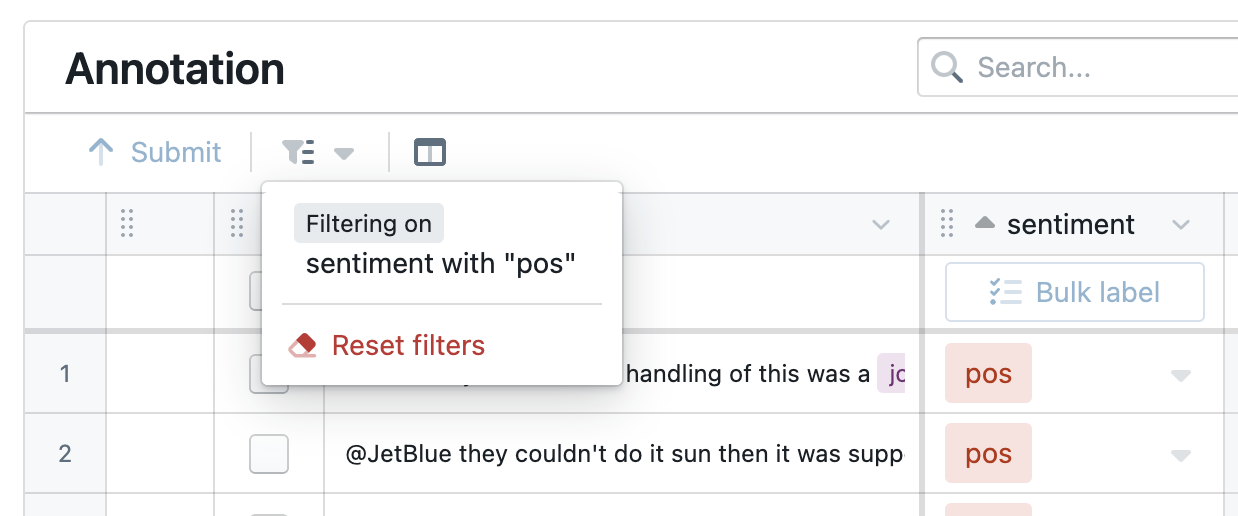 Annotation
Search...
Submit
Filtering on
sentiment with "pos"
Reset filters
sentiment
Bulk label
1
handling of this was a
pos
2
@JetBlue they couldn't do it sun then it was supp
pos